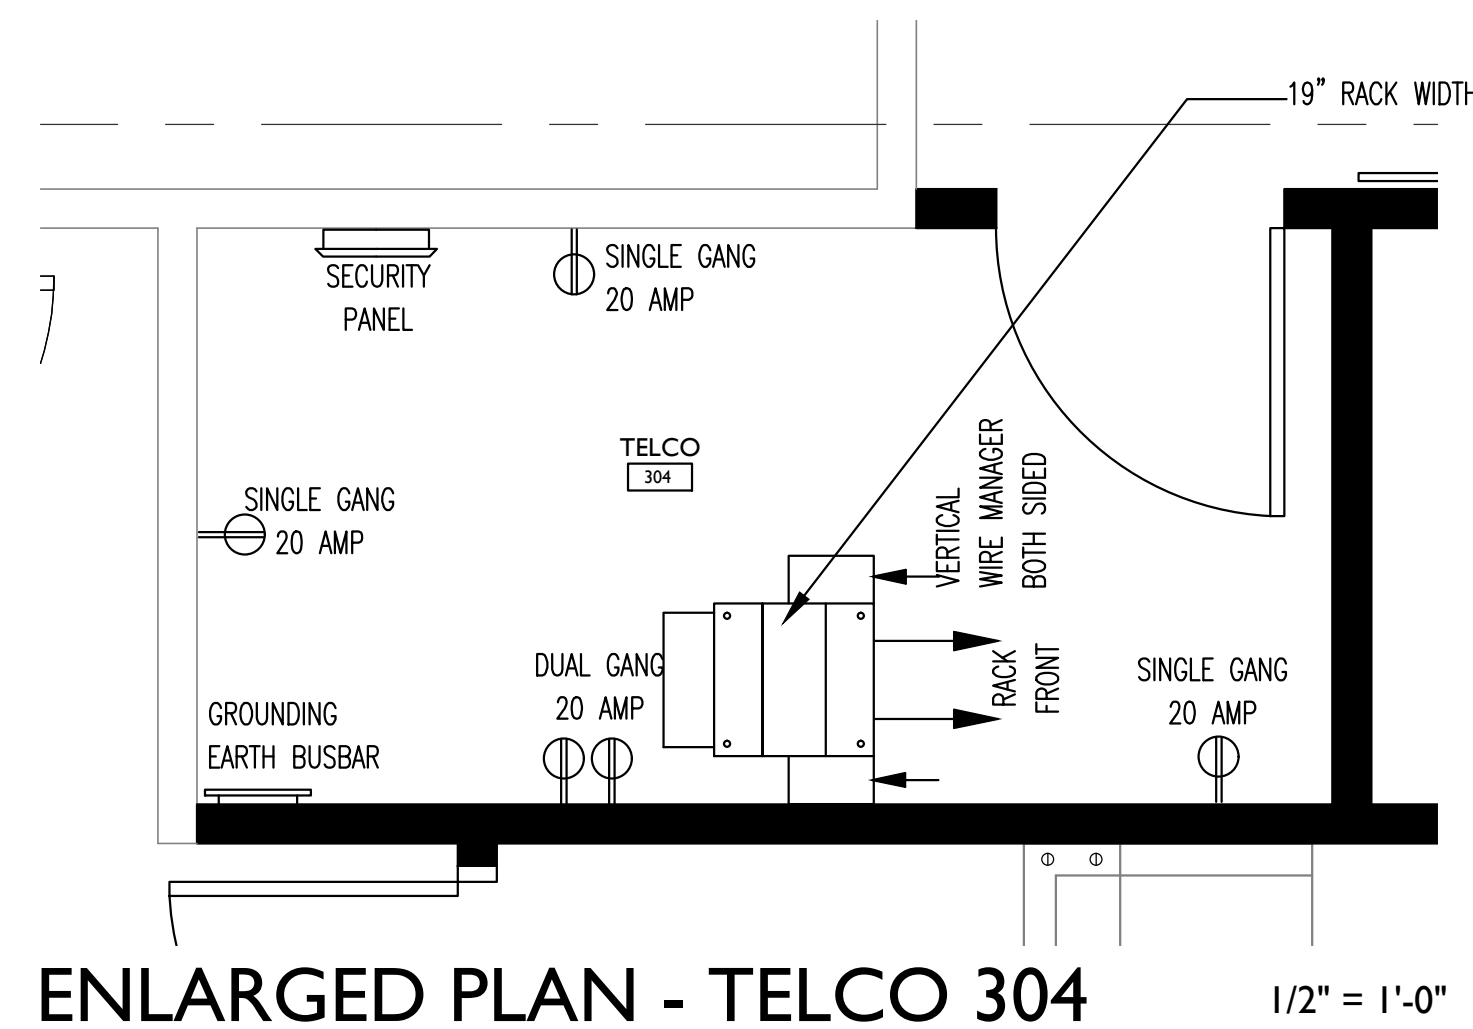 19” RACK WIDTH
SINGLE GANG
20 AMP
SECURITY
PANEL
TELCO
304
VERTICAL
WIRE MANAGER
BOTH SIDED
SINGLE GANG
20 AMP
DUAL GANG
20 AMP
RACK
FRONT
SINGLE GANG
20 AMP
GROUNDING
EARTH BUSBAR
ENLARGED PLAN - TELCO 304
1/2" = 1'-0"